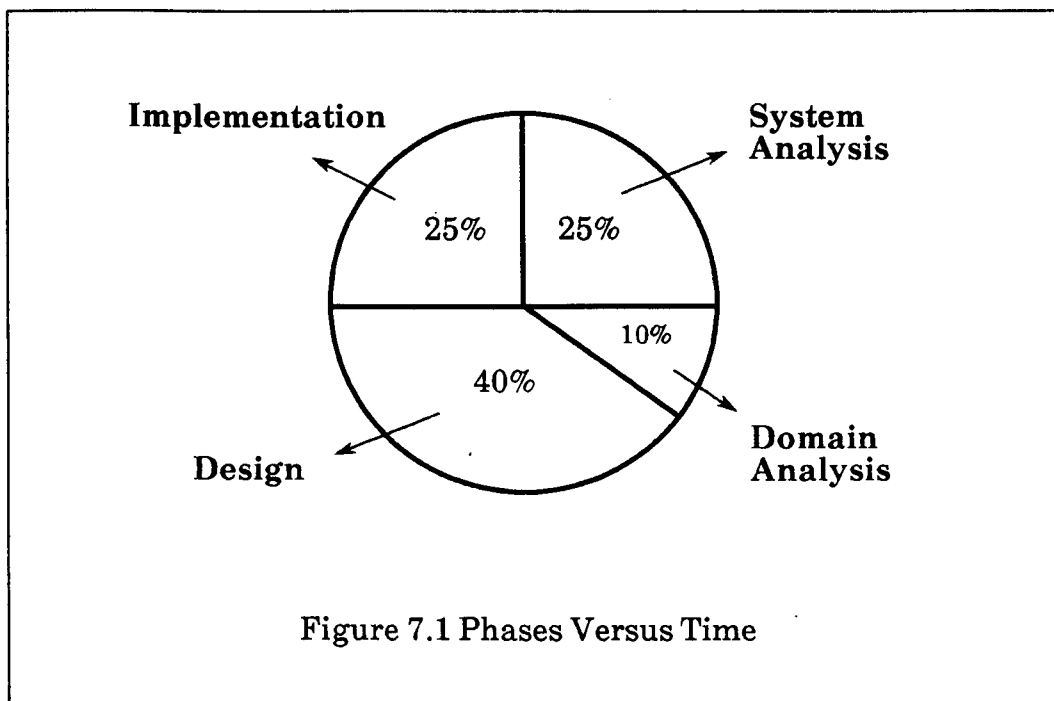 Implementation
System
Analysis
25%
25%
10%
40%
Design
Domain
Analysis
Figure 7.1 Phases Versus Time